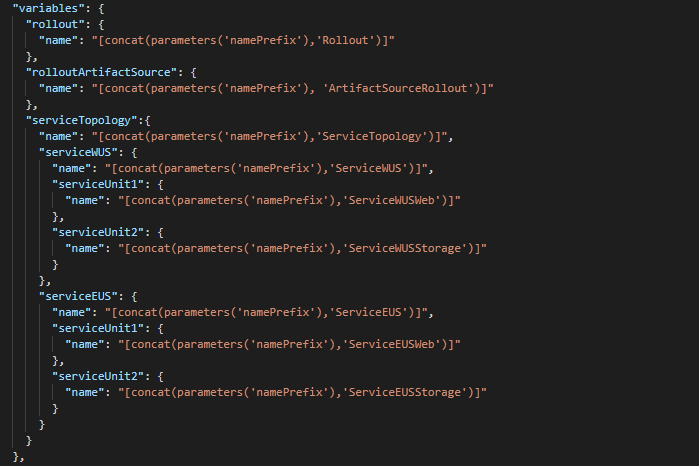 "variables": {
"rollout": {
"name": "[concat(parameters('namePrefix'),'Rollout')]"
},
"rolloutArtifactSource": {
"name": "[concat(parameters('namePrefix'), 'ArtifactSourceRollout')]"
},
"serviceTopology":{
"name": "[concat(parameters('namePrefix'),'ServiceTopology')]",
"serviceWUS": {
"name": "[concat(parameters('namePrefix'),'ServiceWUS')]",
"serviceUnit1": {
"name": "[concat(parameters('namePrefix'),'ServiceWUSWeb')]"
},
"serviceUnit2": {
"name": "[concat(parameters('namePrefix'),'ServiceWUSStorage')]"
}
},
"serviceEUS": {
"name": "[concat(parameters('namePrefix'),'ServiceEUS')]",
"serviceUnit1": {
"name": "[concat(parameters('namePrefix'),'ServiceEUSWeb')]"
},
"serviceUnit2": {
"name": "[concat(parameters('namePrefix'),'ServiceEUSStorage')]"
}
}
}
},